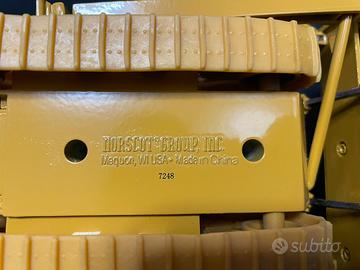 NORSCOT GROUP, INC.
Mequon, WI USA • Made in China
7248
subito